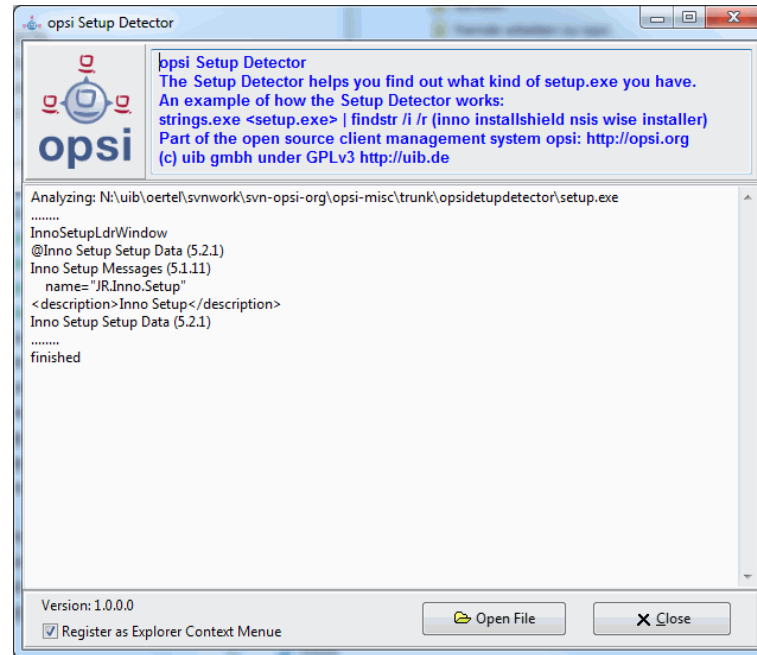 opsi Setup Detector
opsi
opsi Setup Detector
The Setup Detector helps you find out what kind of setup.exe you have.
An example of how the Setup Detector works:
strings.exe <setup.exe> | findstr /i /r (inno installshield nsis wise installer)
Part of the open source client management system opsi: http://opsi.org
(c) uib gmbh under GPLv3 http://uib.de
Analyzing: N:\uib\oertel\svnwork\svn-opsi-org\opsi-misc\trunk\opsidetupdetector\setup.exe
........
InnoSetupLdrWindow
@Inno Setup Setup Data (5.2.1)
Inno Setup Messages (5.1.11)
name="JR.Inno.Setup"
<description>Inno Setup</description>
Inno Setup Setup Data (5.2.1)
........
finished
Version: 1.0.0.0
Register as Explorer Context Menue
Open File
Close